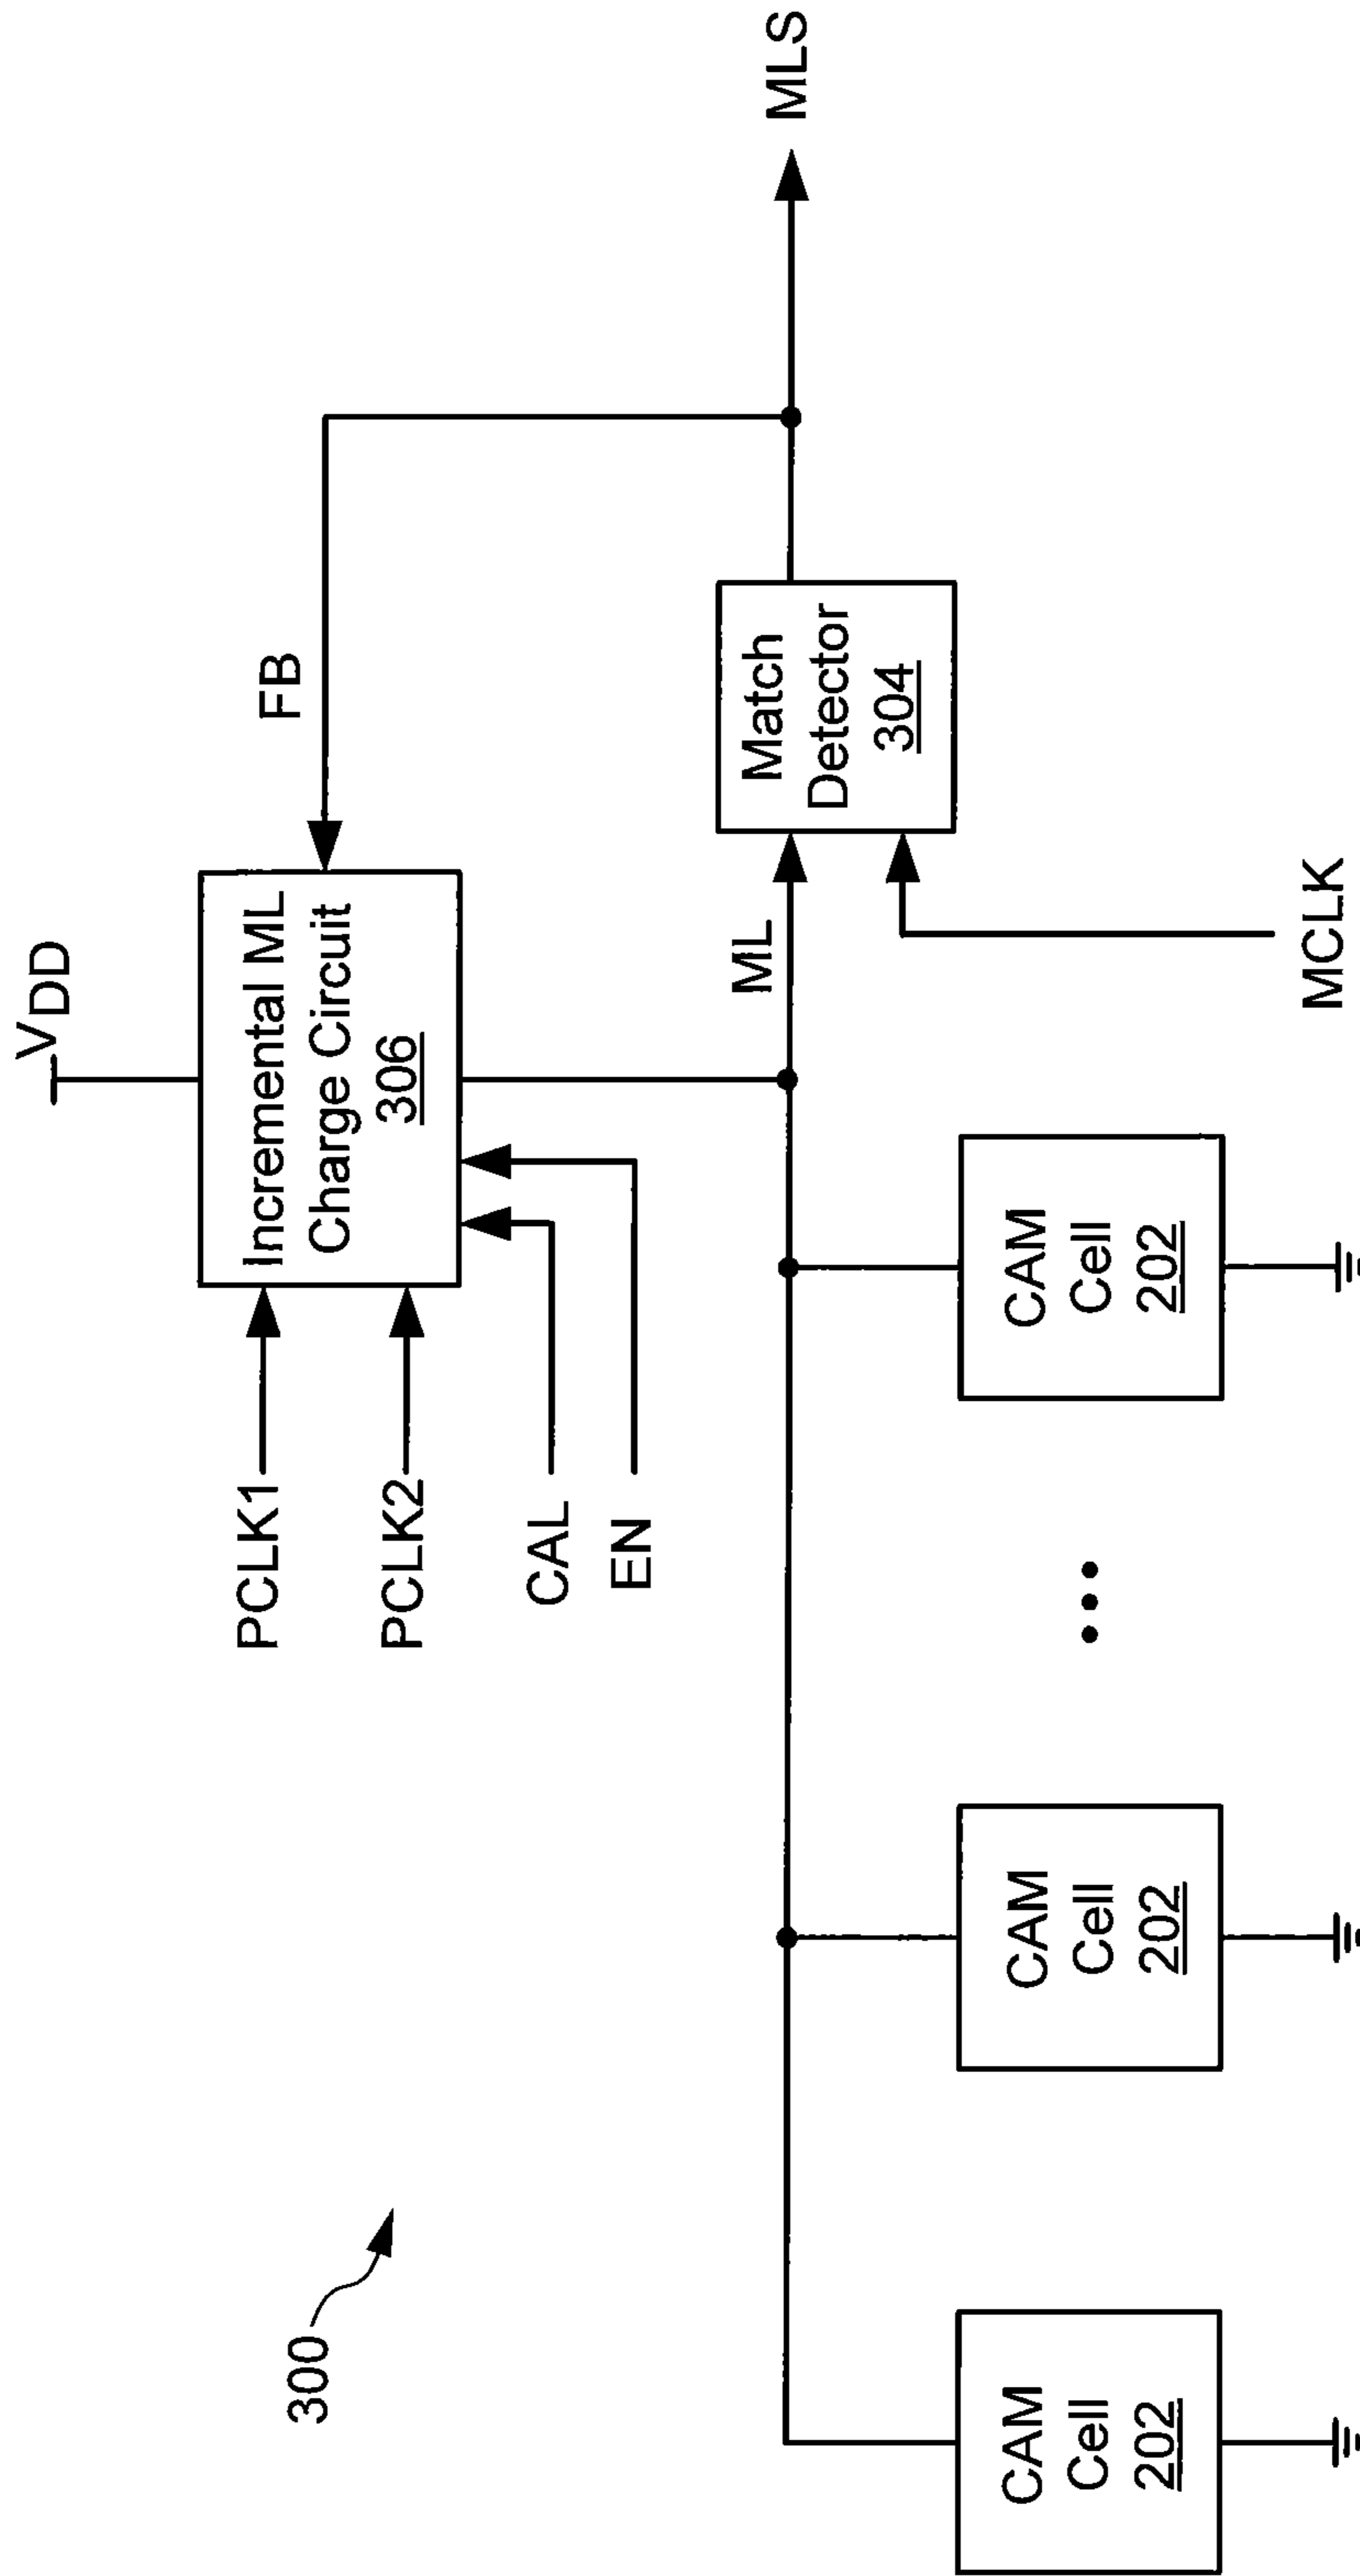 300
V_DD
PCLK1
PCLK2
CAL
EN
Incremental ML
Charge Circuit
306
FB
ML
Match
Detector
304
MCLK
MLS
CAM
Cell
202
CAM
Cell
202
CAM
Cell
202